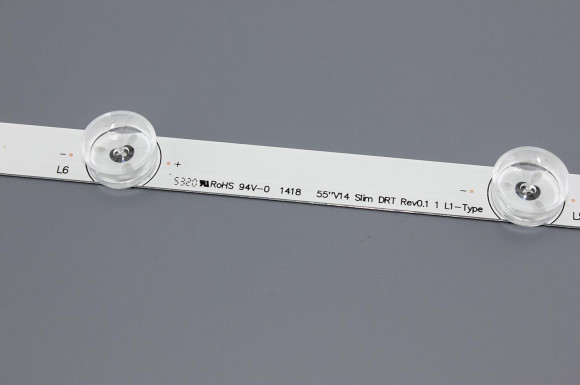 L6 - + 5320 RoHS 94V-0 1418 55"V14 Slim DRT Rev0.1 1 L1-Type -